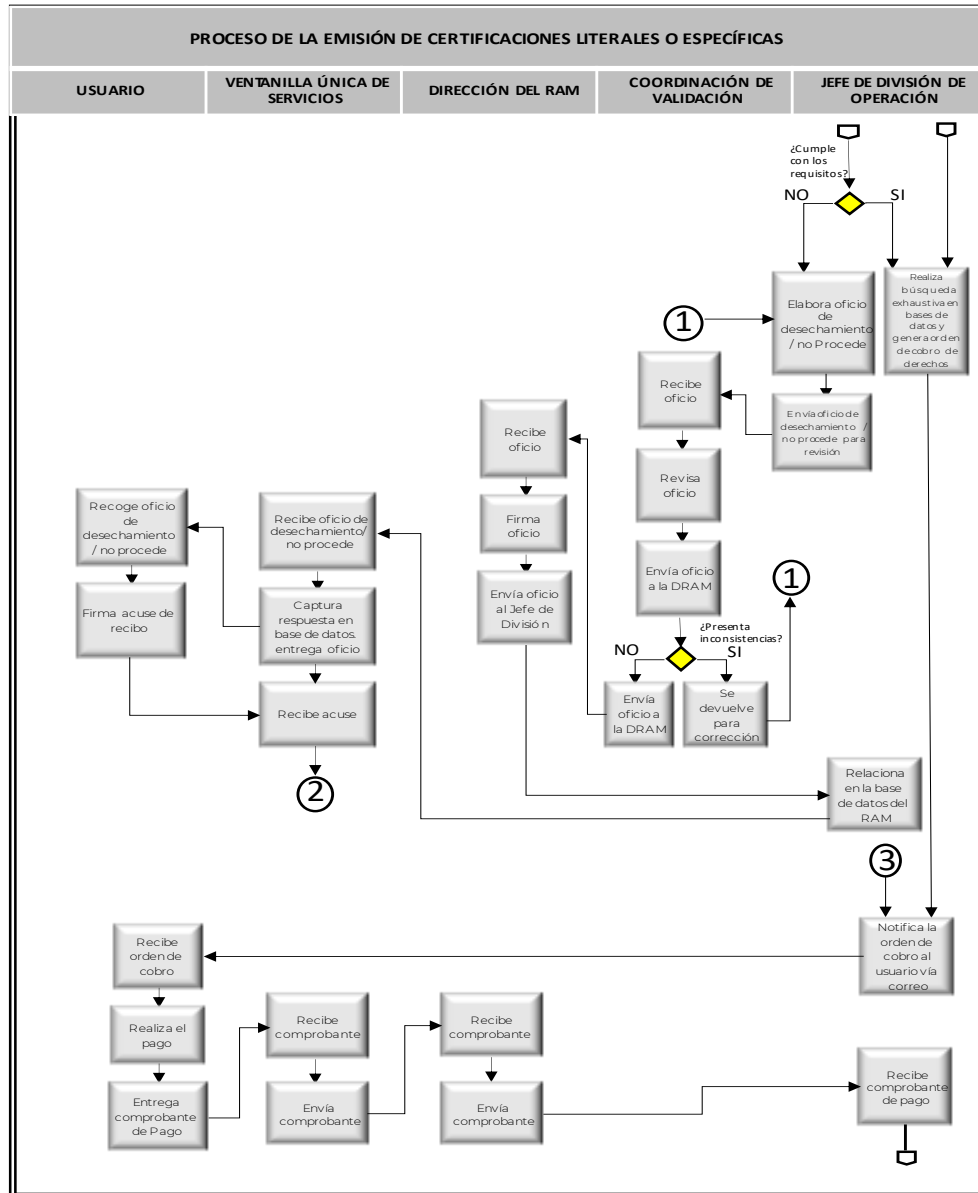 PROCESO DE LA EMISIÓN DE CERTIFICACIONES LITERALES O ESPECÍFICAS
USUARIO
VENTANILLA ÚNICA DE
SERVICIOS
DIRECCIÓN DEL RAM
COORDINACIÓN DE
VALIDACIÓN
JEFE DE DIVISIÓN DE
OPERACIÓN
¿Cumple
con los
requisitos?
NO
SI
Elabora oficio
de
desechamiento
/ no Procede
Realiza
búsqueda
exhaustiva en
bases de
datos y
genera orden
de cobro de
derechos
1
Recibe
oficio
Envía oficio de
desechamiento /
no procede para
revisión
Recibe
oficio
Revisa
oficio
Recoge oficio
de
desechamiento
/ no procede
Recibe oficio de
desechamiento/
no procede
Firma
oficio
Envía oficio
a la DRAM
1
Firma acuse de
recibo
Captura
respuesta en
base de datos.
entrega oficio
Envía oficio
al Jefe de
División
¿Presenta
inconsistencias?
NO
SI
Recibe acuse
Envía
oficio a
la DRAM
Se
devuelve
para
corrección
2
Relaciona
en la base
de datos del
RAM
3
Notifica la
orden de
cobro al
usuario vía
correo
Recibe
orden de
cobro
Realiza el
pago
Recibe
comprobante
Recibe
comprobante
Entrega
comprobante
de Pago
Envía
comprobante
Envía
comprobante
Recibe
comprobante
de pago